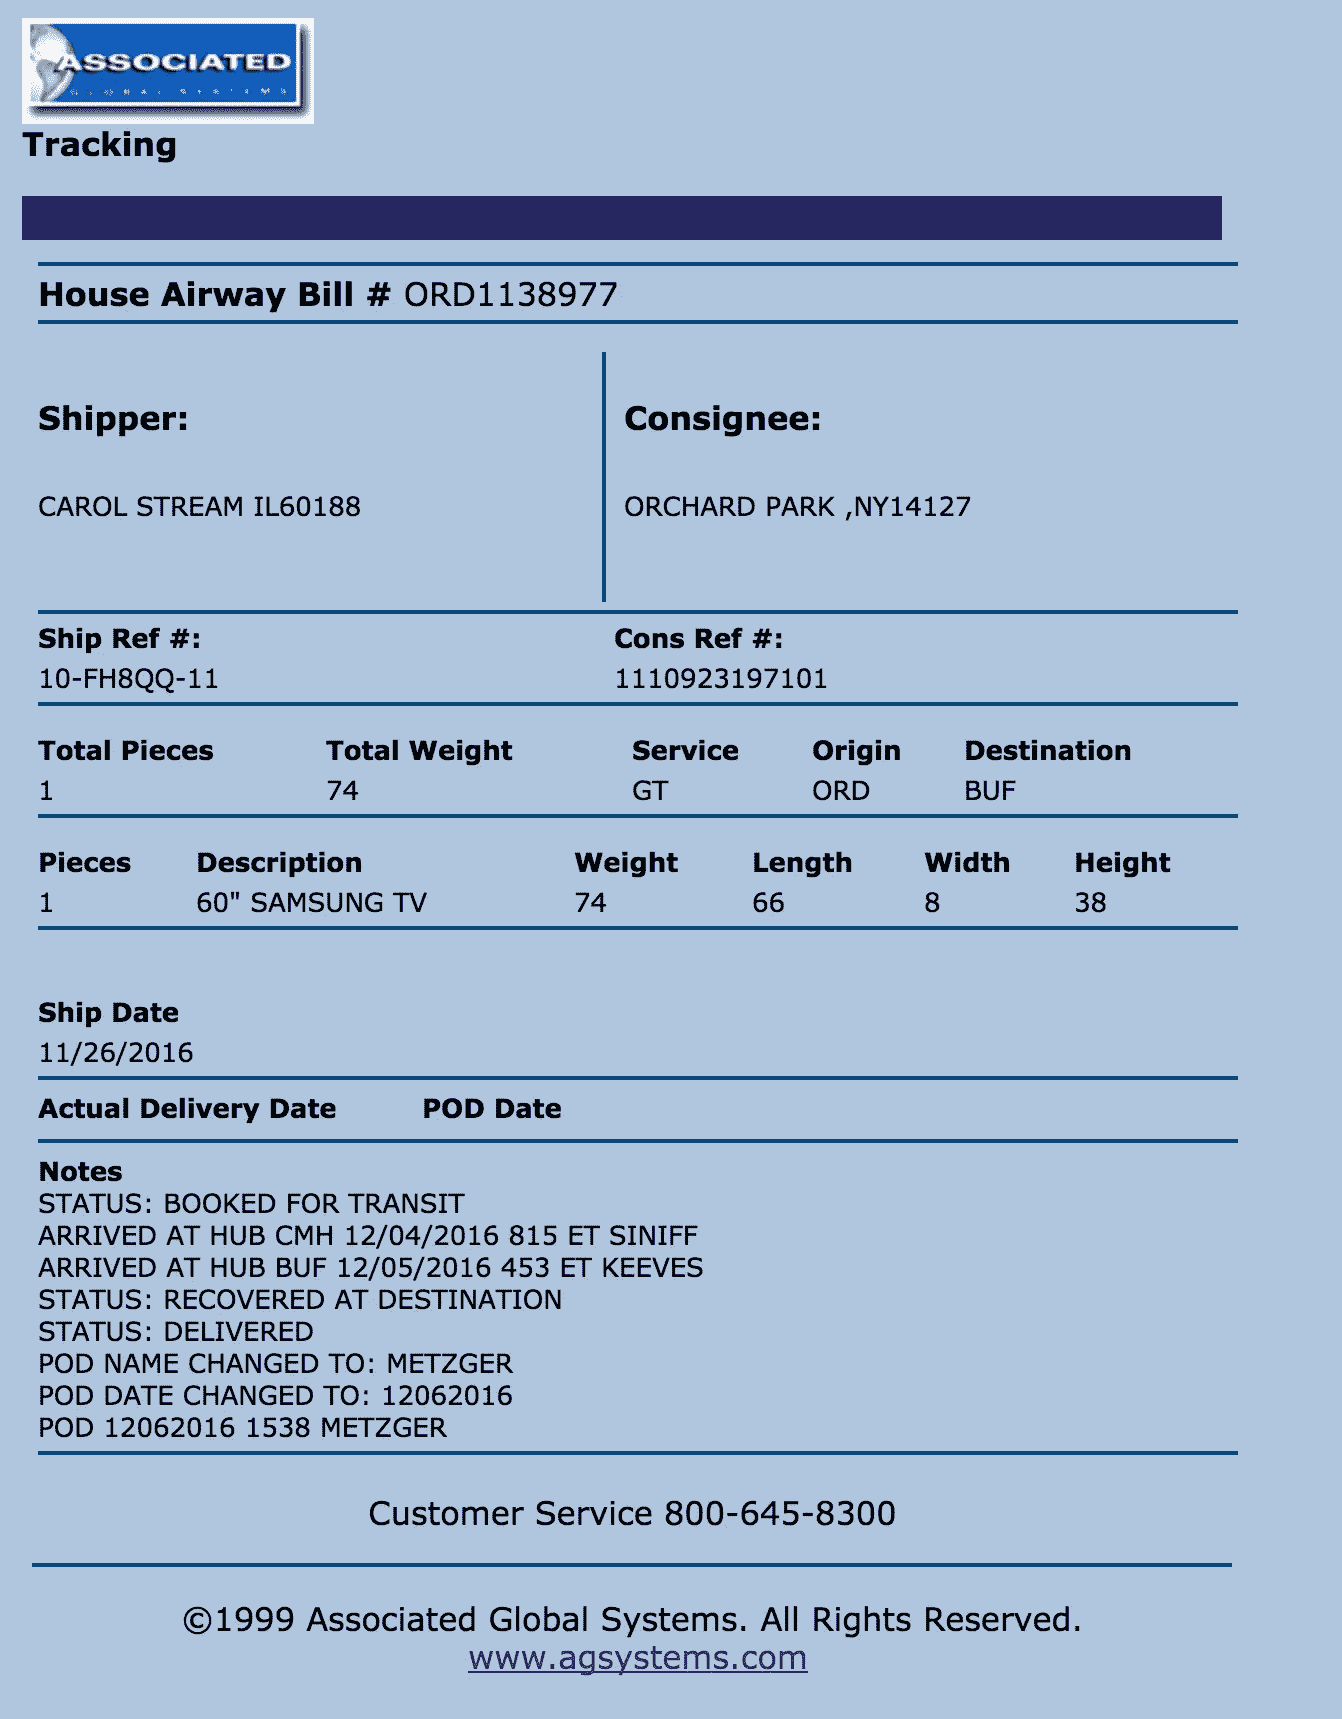 ASSOCIATED
GLOBAL SYSTEMS
Tracking
House Airway Bill # ORD1138977
Shipper:
Consignee:
CAROL STREAM IL60188
ORCHARD PARK ,NY14127
Ship Ref #:
Cons Ref #:
10-FH8QQ-11
1110923197101
Total Pieces Total Weight Service Origin Destination
1 74 GT ORD BUF
Pieces Description Weight Length Width Height
1 60" SAMSUNG TV 74 66 8 38
Ship Date
11/26/2016
Actual Delivery Date POD Date
Notes
STATUS: BOOKED FOR TRANSIT
ARRIVED AT HUB CMH 12/04/2016 815 ET SINIFF
ARRIVED AT HUB BUF 12/05/2016 453 ET KEEVES
STATUS: RECOVERED AT DESTINATION
STATUS: DELIVERED
POD NAME CHANGED TO: METZGER
POD DATE CHANGED TO: 12062016
POD 12062016 1538 METZGER
Customer Service 800-645-8300
©1999 Associated Global Systems. All Rights Reserved.
www.agsystems.com